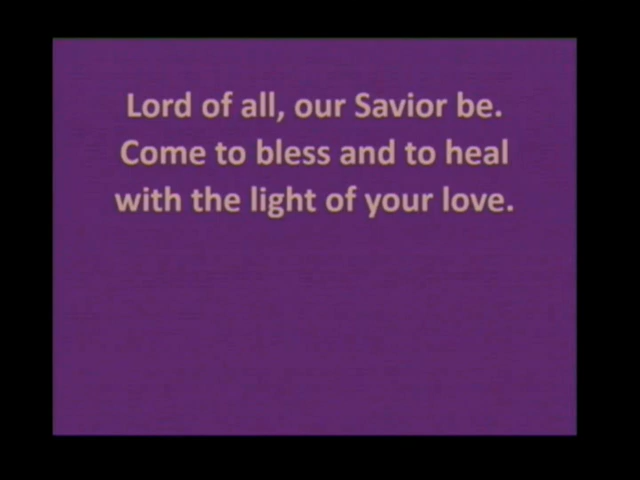 Lord of all, our Savior be.
Come to bless and to heal
with the light of your love.